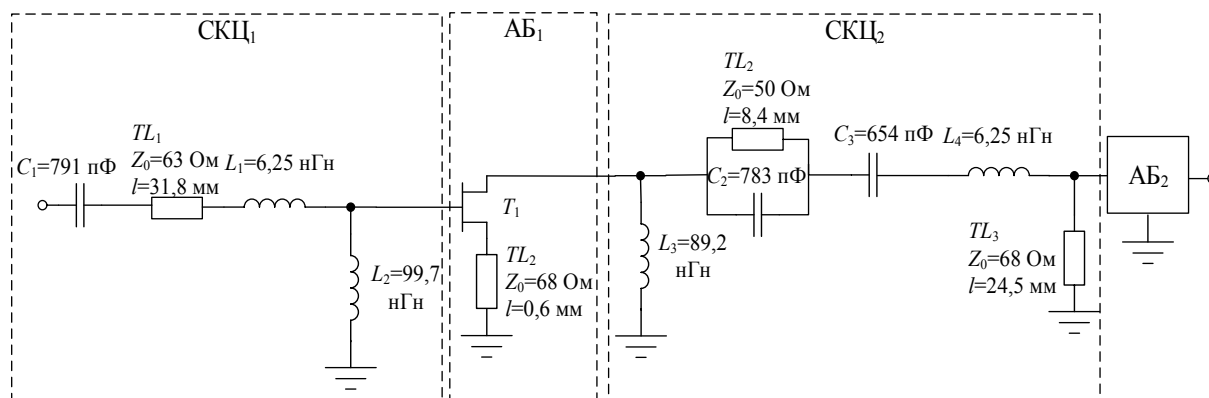 СКЦ₁
АБ₁
СКЦ₂
C₁=791 пФ
TL₁
Z₀=63 Ом
l=31,8 мм
L₁=6,25 нГн
L₂=99,7
нГн
T₁
TL₂
Z₀=68 Ом
l=0,6 мм
L₃=89,2
нГн
TL₂
Z₀=50 Ом
l=8,4 мм
C₂=783 пФ
C₃=654 пФ
L₄=6,25 нГн
TL₃
Z₀=68 Ом
l=24,5 мм
АБ₂